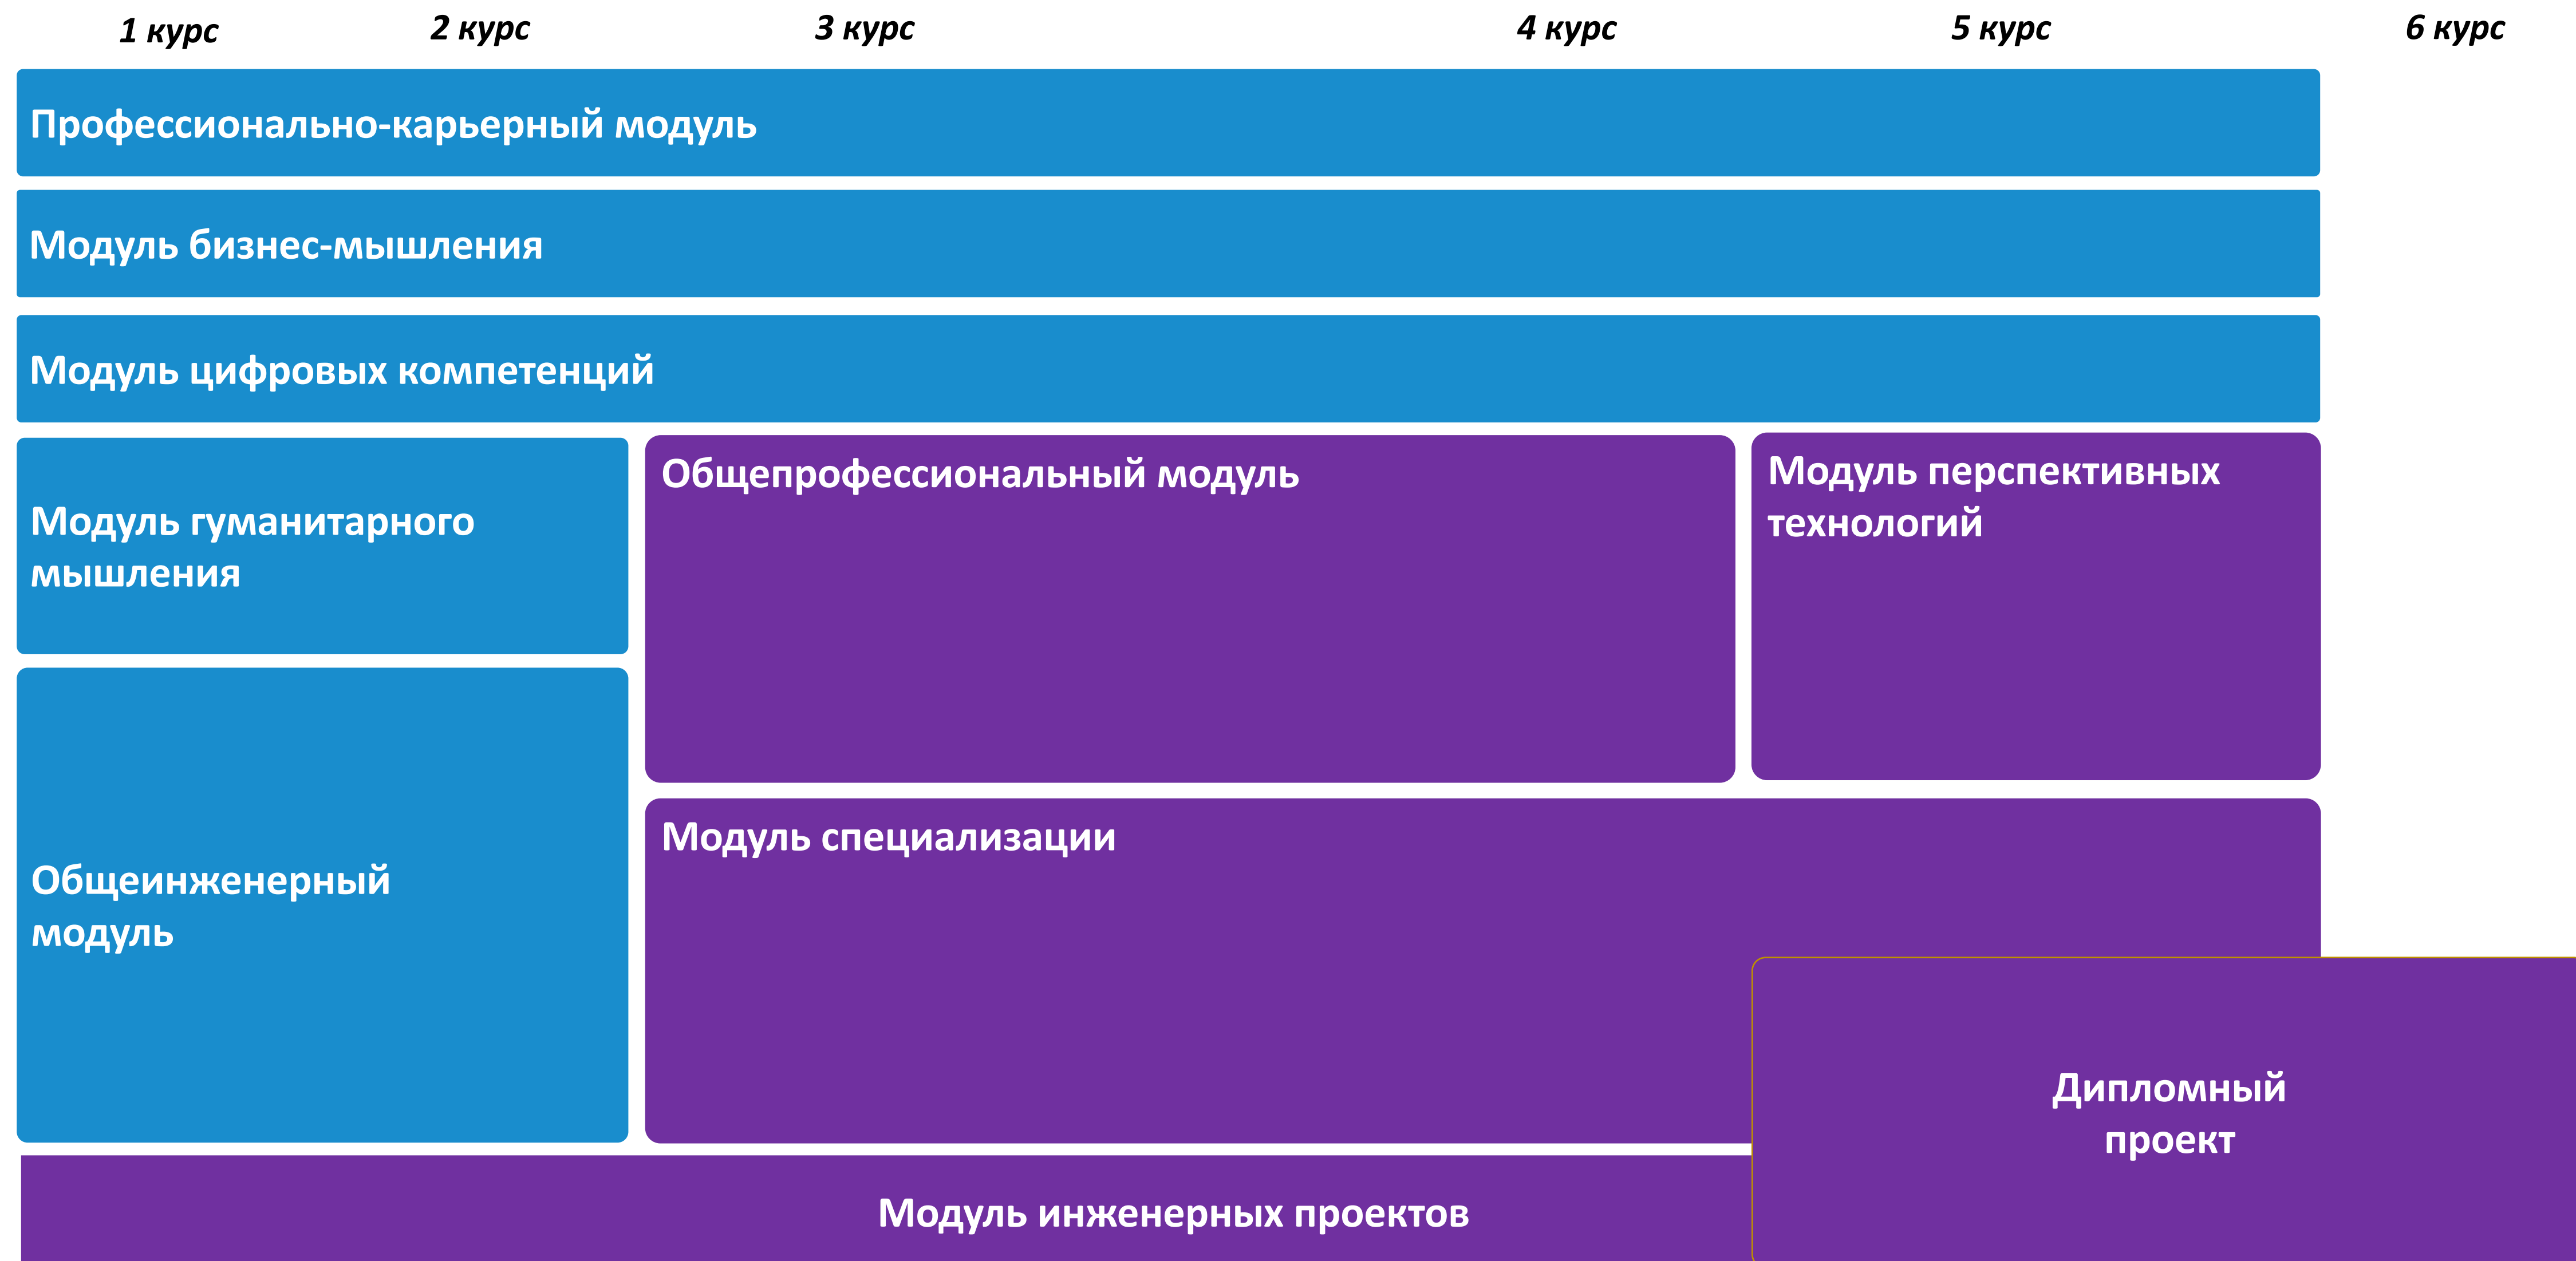 1 курс
2 курс
3 курс
4 курс
5 курс
6 курс
Профессионально-карьерный модуль
Модуль бизнес-мышления
Модуль цифровых компетенций
Модуль гуманитарного
мышления
Общепрофессиональный модуль
Модуль перспективных
технологий
Общеинженерный
модуль
Модуль специализации
Дипломный
проект
Модуль инженерных проектов